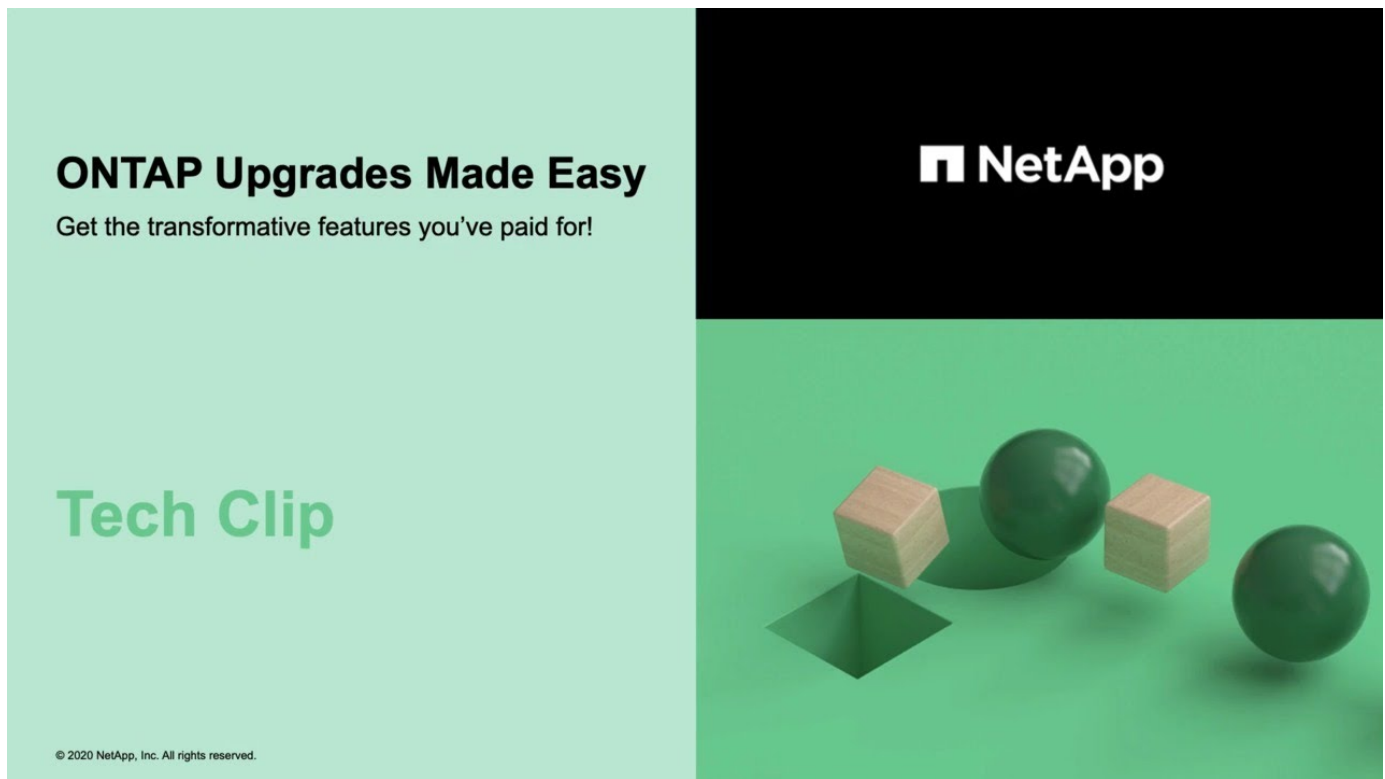 ONTAP Upgrades Made Easy
Get the transformative features you’ve paid for!
Tech Clip
© 2020 NetApp, Inc. All rights reserved.
NetApp